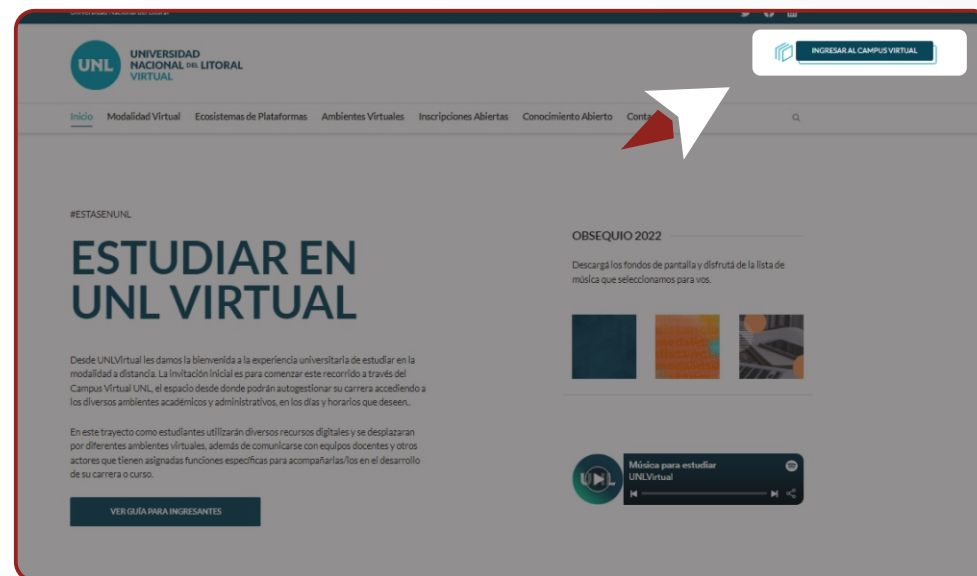 Universidad Nacional del Litoral
UNL
UNIVERSIDAD
NACIONAL DEL LITORAL
VIRTUAL
INGRESAR AL CAMPUS VIRTUAL
Inicio Modalidad Virtual Ecosistemas de Plataformas Ambientes Virtuales Inscripciones Abiertas Conocimiento Abierto
#ESTASENUNL
ESTUDIAR EN
UNL VIRTUAL
Desde UNLVirtual les damos la bienvenida a la experiencia universitaria de estudiar en la
modalidad a distancia. La invitación inicial es para comenzar este recorrido a través del
Campus Virtual UNL, el espacio desde donde podrán autogestionar su carrera accediendo a
los diversos ambientes académicos y administrativos, en los días y horarios que deseen..
En este trayecto como estudiantes utilizarán diversos recursos digitales y se desplazaran
por diferentes ambientes virtuales, además de comunicarse con equipos docentes y otros
actores que tienen asignadas funciones específicas para acompañarlas/los en el desarrollo
de su carrera o curso.
VER GUÍA PARA INGRESANTES
OBSEQUIO 2022
Descargá los fondos de pantalla y disfrutá de la lista de
música que seleccionamos para vos.
UNL
Música para estudiar
UNLVirtual